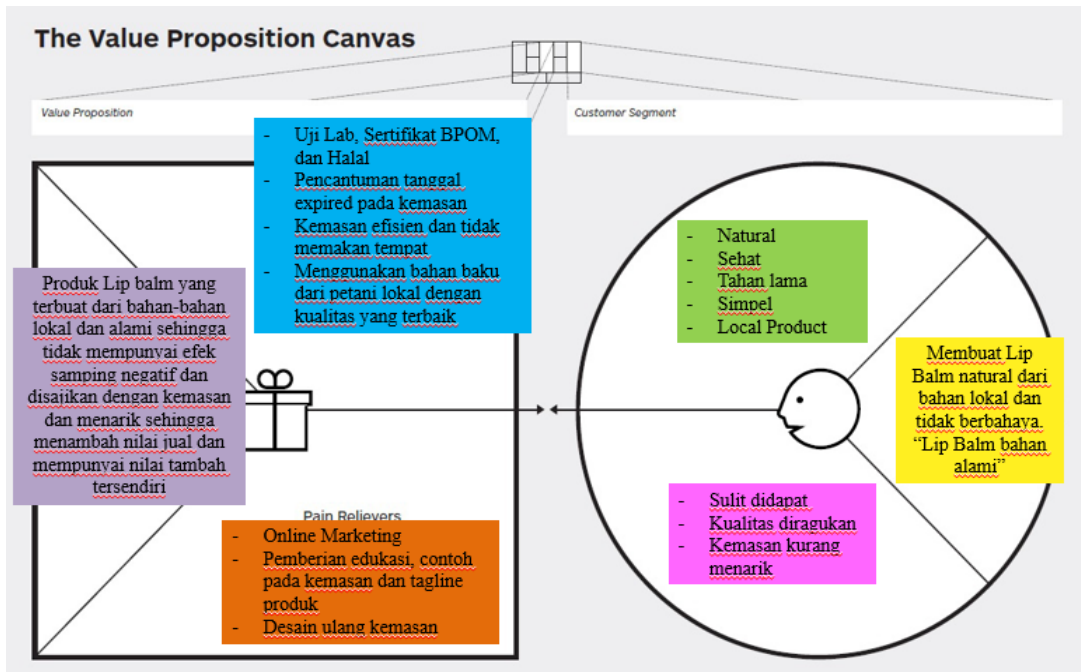 The Value Proposition Canvas
Value Proposition
Customer Segment
- Uji Lab, Sertifikat BPOM,
dan Halal
- Pencantuman tanggal
expired pada kemasan
- Kemasan efisien dan tidak
memakan tempat
- Menggunakan bahan baku
dari petani lokal dengan
kualitas yang terbaik
Produk Lip balm yang
terbuat dari bahan-bahan
lokal dan alami sehingga
tidak mempunyai efek
samping negatif dan
disajikan dengan kemasan
dan menarik sehingga
menambah nilai jual dan
mempunyai nilai tambah
tersendiri
Pain Relievers
- Online Marketing
- Pemberian edukasi, contoh
pada kemasan dan tagline
produk
- Desain ulang kemasan
- Natural
- Sehat
- Tahan lama
- Simpel
- Local Product
Membuat Lip
Balm natural dari
bahan lokal dan
tidak berbahaya.
“Lip Balm bahan
alami”
- Sulit didapat
- Kualitas diragukan
- Kemasan kurang
menarik